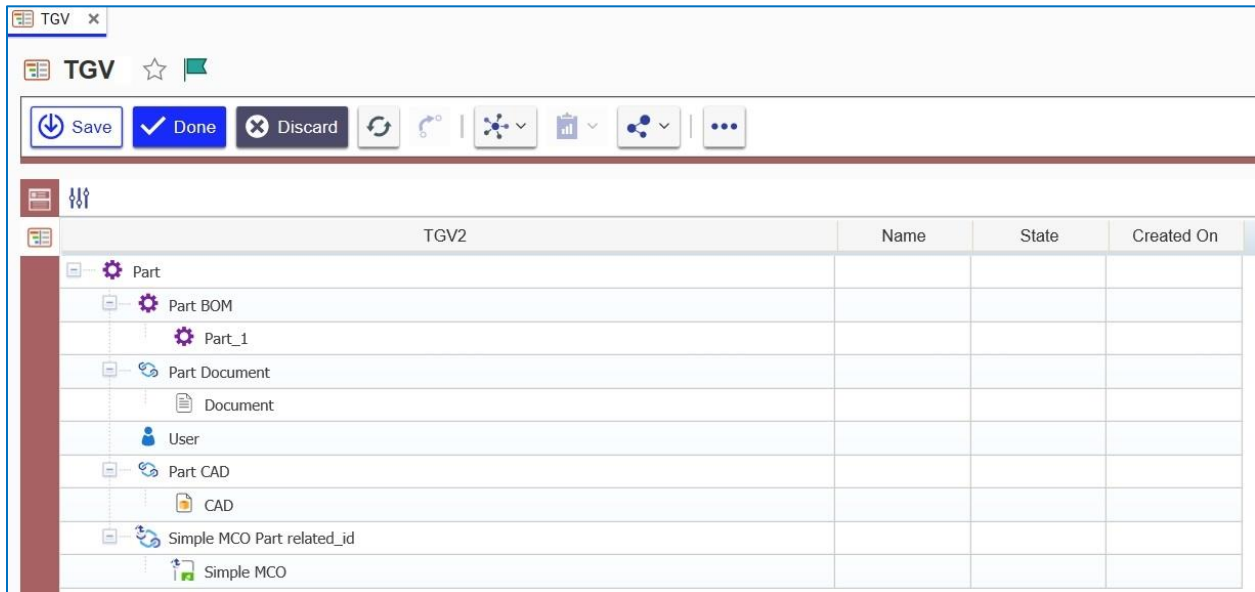 TGV ×
TGV
Save Done Discard
TGV2 Name State Created On
Part
Part BOM
Part_1
Part Document
Document
User
Part CAD
CAD
Simple MCO Part related_id
Simple MCO